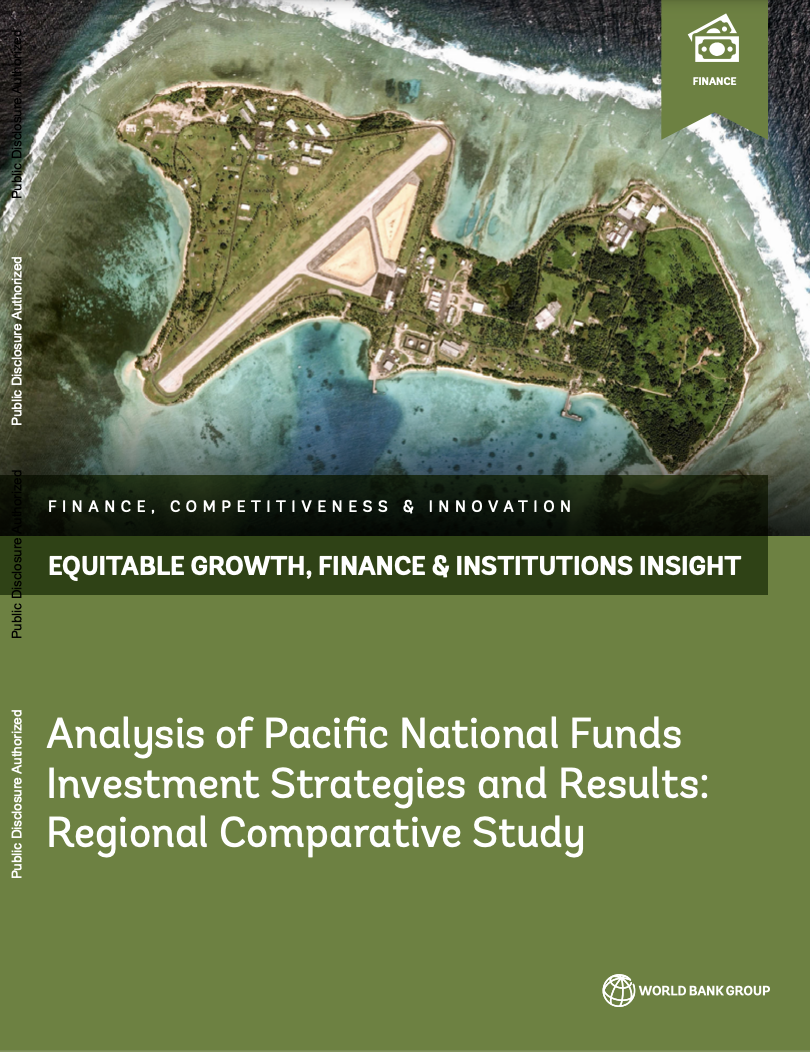 FINANCE
FINANCE, COMPETITIVENESS & INNOVATION
EQUITABLE GROWTH, FINANCE & INSTITUTIONS INSIGHT
Analysis of Pacific National Funds
Investment Strategies and Results:
Regional Comparative Study
WORLD BANK GROUP
Public Disclosure Authorized
Public Disclosure Authorized
Public Disclosure Authorized
Public Disclosure Authorized